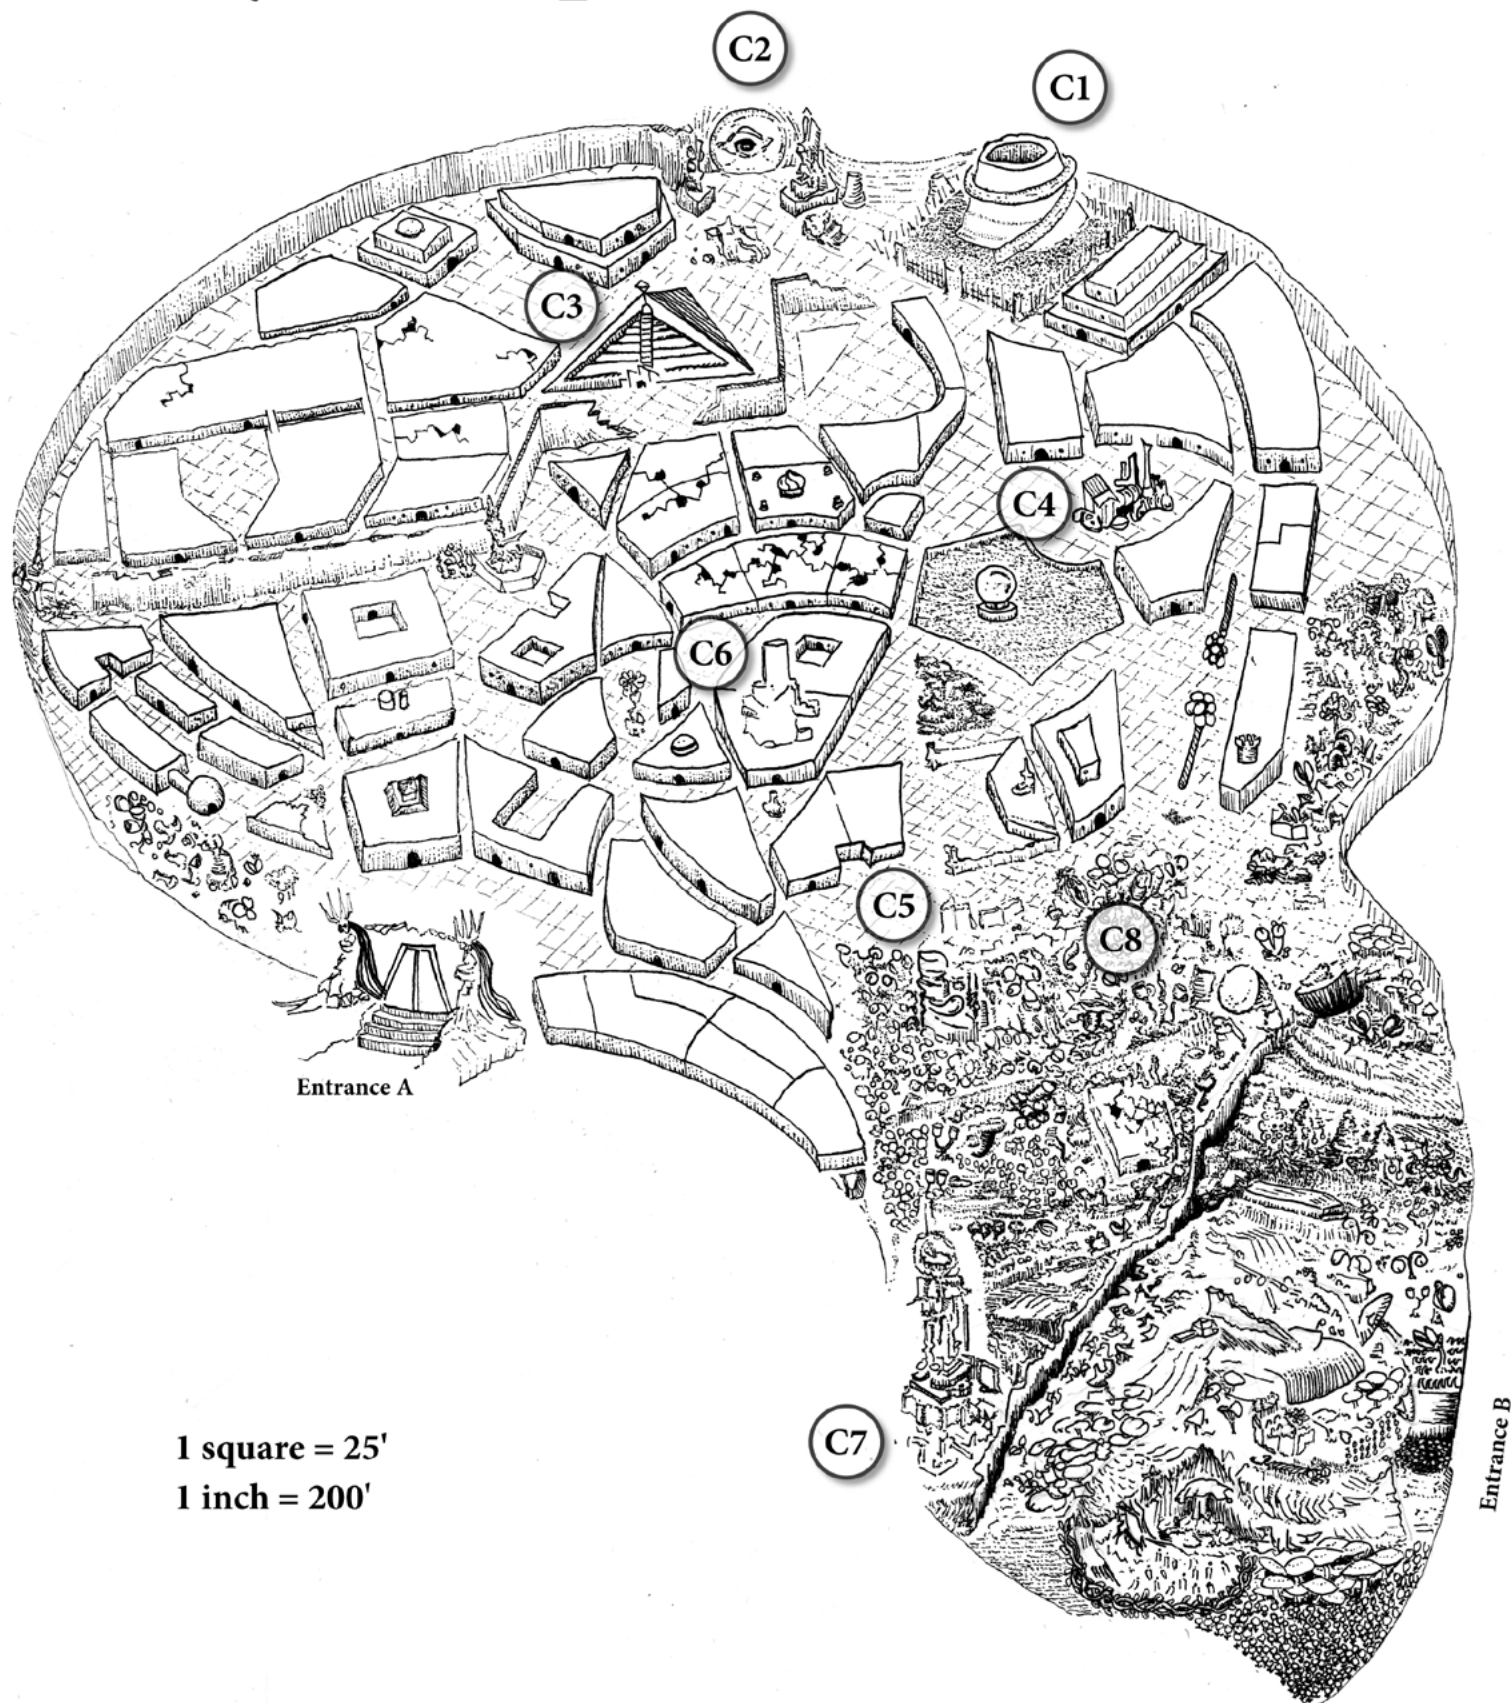 C2
C1
C3
C4
C6
C5
C8
Entrance A
C7
1 square = 25'
1 inch = 200'
Entrance B